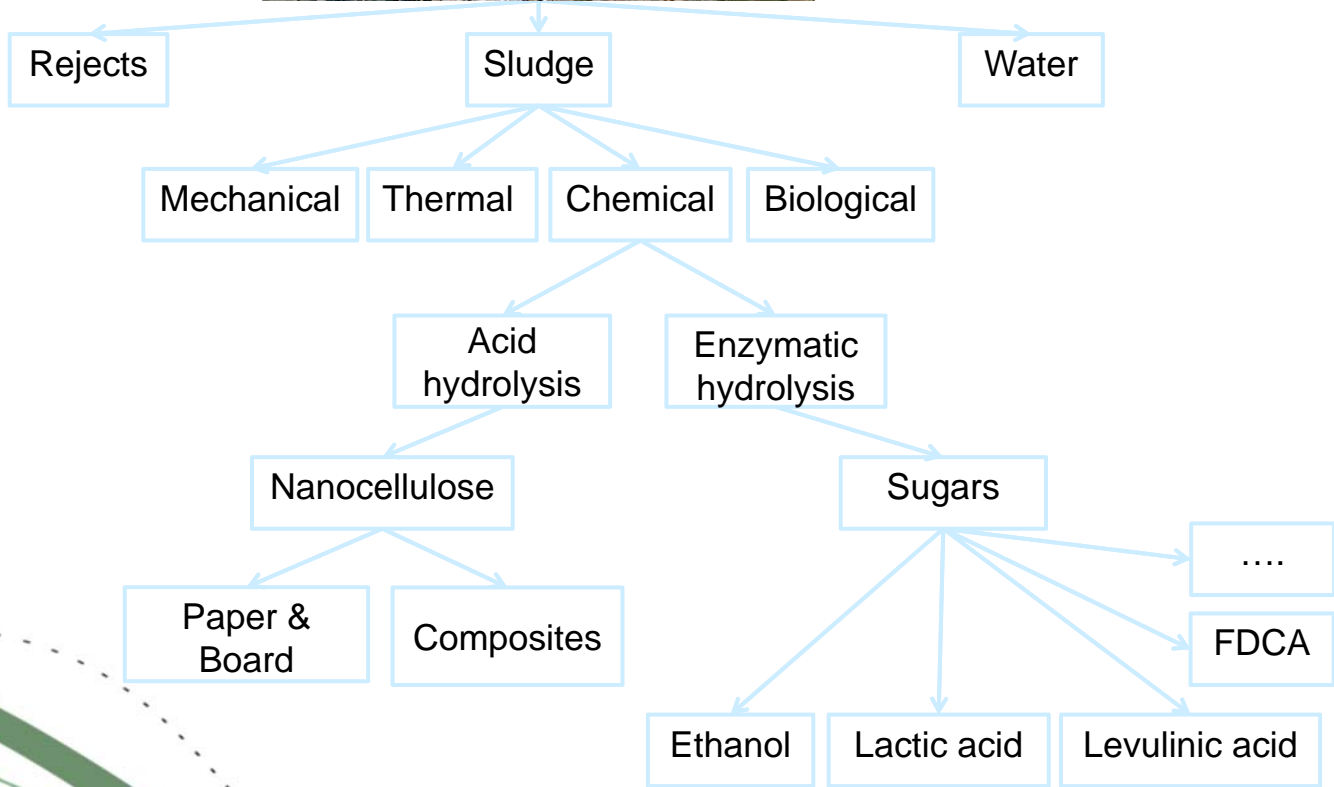 Rejects
Sludge
Water
Mechanical
Thermal
Chemical
Biological
Acid
hydrolysis
Enzymatic
hydrolysis
Nanocellulose
Sugars
....
Paper &
Board
Composites
FDCA
Ethanol
Lactic acid
Levulinic acid